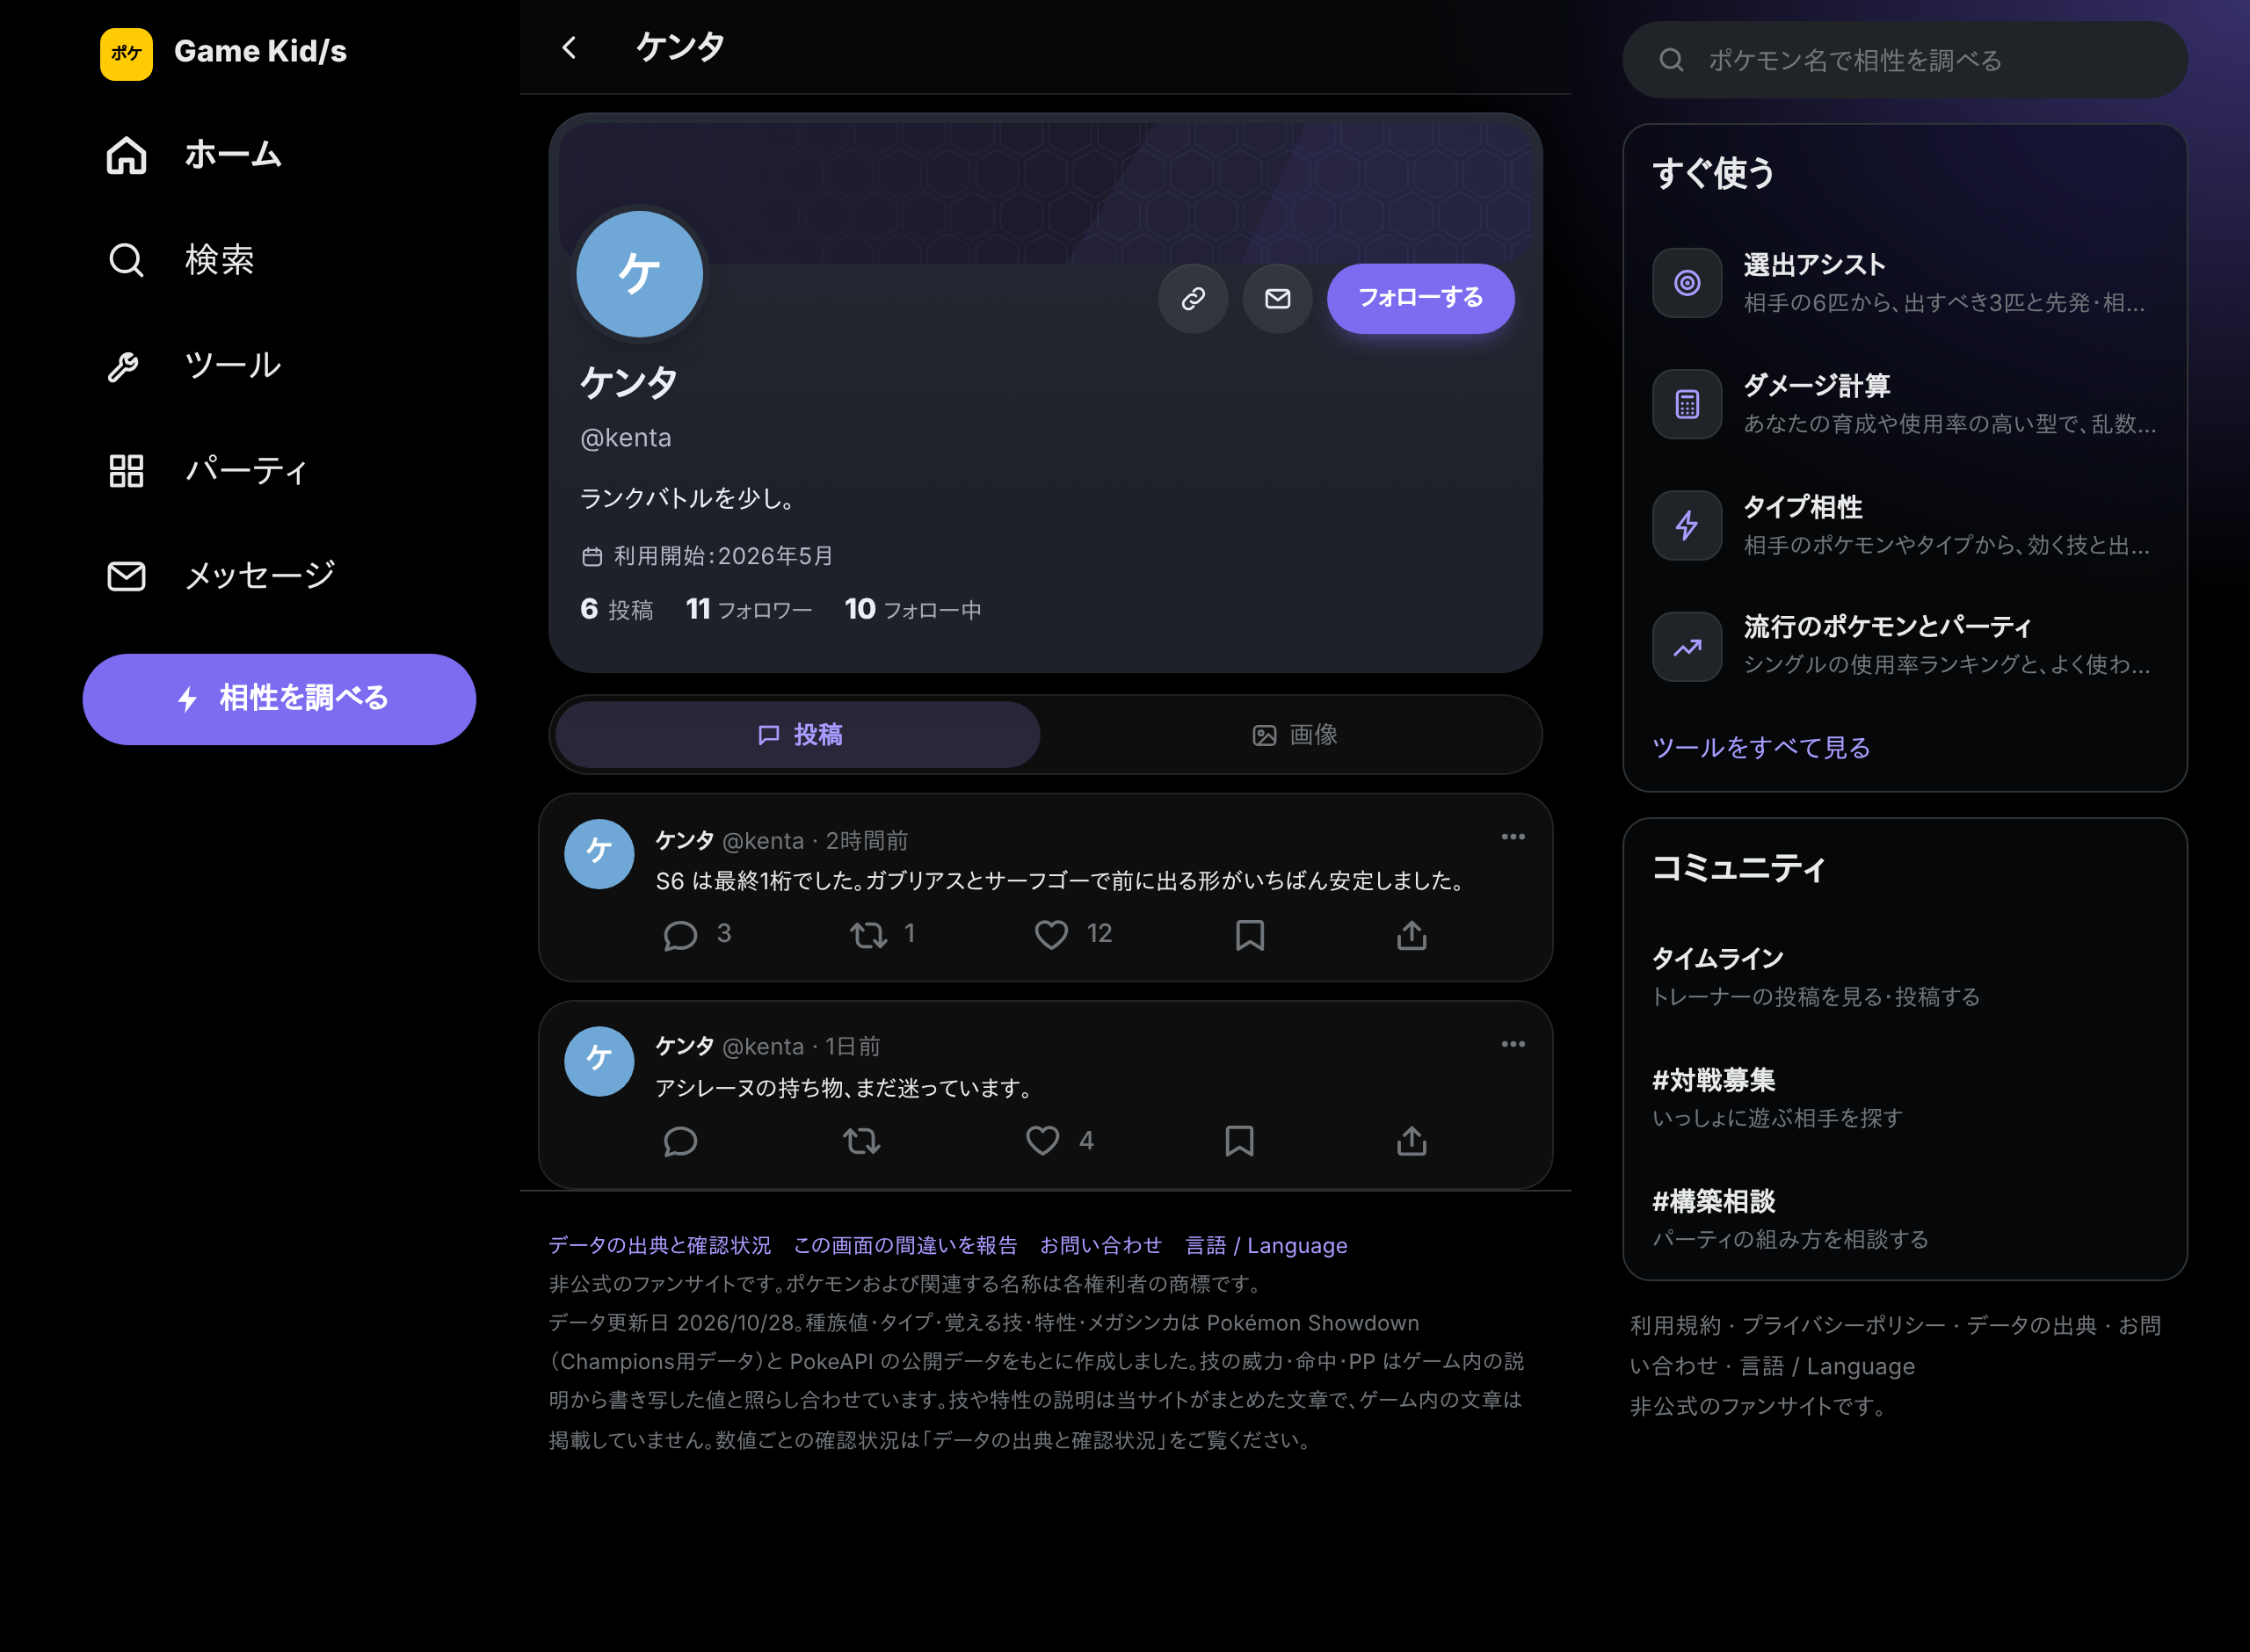 ポケ
Game Kid/s
ホーム
検索
ツール
パーティ
メッセージ
相性を調べる
ケンタ
ケ
フォローする
ケンタ
@kenta
ランクバトルを少し。
利用開始：2026年5月
6 投稿 11 フォロワー 10 フォロー中
投稿 画像
ケ
ケンタ @kenta · 2時間前
S6 は最終1桁でした。ガブリアスとサーフゴーで前に出る形がいちばん安定しました。
3 1 12
ケ
ケンタ @kenta · 1日前
アシレーヌの持ち物、まだ迷っています。
4
データの出典と確認状況 この画面の間違いを報告 お問い合わせ 言語 / Language
非公式のファンサイトです。ポケモンおよび関連する名称は各権利者の商標です。
データ更新日 2026/10/28。種族値・タイプ・覚える技・特性・メガシンカは Pokémon Showdown
（Champions用データ）と PokeAPI の公開データをもとに作成しました。技の威力・命中・PP はゲーム内の説
明から書き写した値と照らし合わせています。技や特性の説明は当サイトがまとめた文章で、ゲーム内の文章は
掲載していません。数値ごとの確認状況は「データの出典と確認状況」をご覧ください。
ポケモン名で相性を調べる
すぐ使う
選出アシスト
相手の6匹から、出すべき3匹と先発・相...
ダメージ計算
あなたの育成や使用率の高い型で、乱数...
タイプ相性
相手のポケモンやタイプから、効く技と出...
流行のポケモンとパーティ
シングルの使用率ランキングと、よく使わ...
ツールをすべて見る
コミュニティ
タイムライン
トレーナーの投稿を見る・投稿する
#対戦募集
いっしょに遊ぶ相手を探す
#構築相談
パーティの組み方を相談する
利用規約 · プライバシーポリシー · データの出典 · お問
い合わせ · 言語 / Language
非公式のファンサイトです。